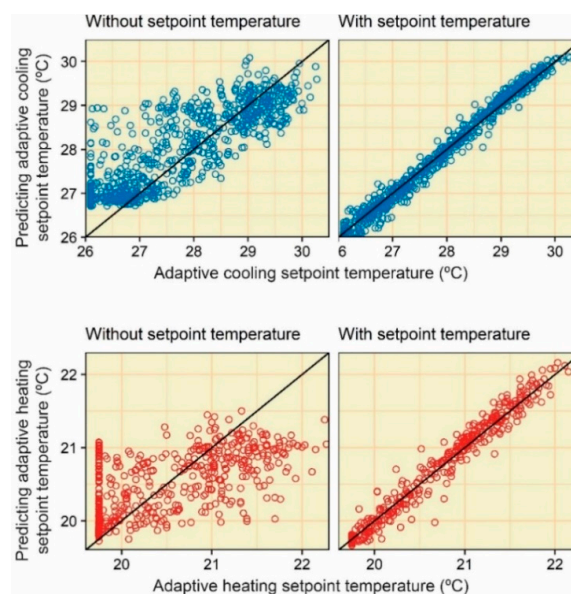 Without setpoint temperature
With setpoint temperature
Predicting adaptive cooling
setpoint temperature (ºC)
30
29
28
27
26
26 27 28 29 30
6 27 28 29 30
Adaptive cooling setpoint temperature (ºC)
Without setpoint temperature
With setpoint temperature
Predicting adaptive heating
setpoint temperature (ºC)
22
21
20
20 21 22
20 21 22
Adaptive heating setpoint temperature (ºC)